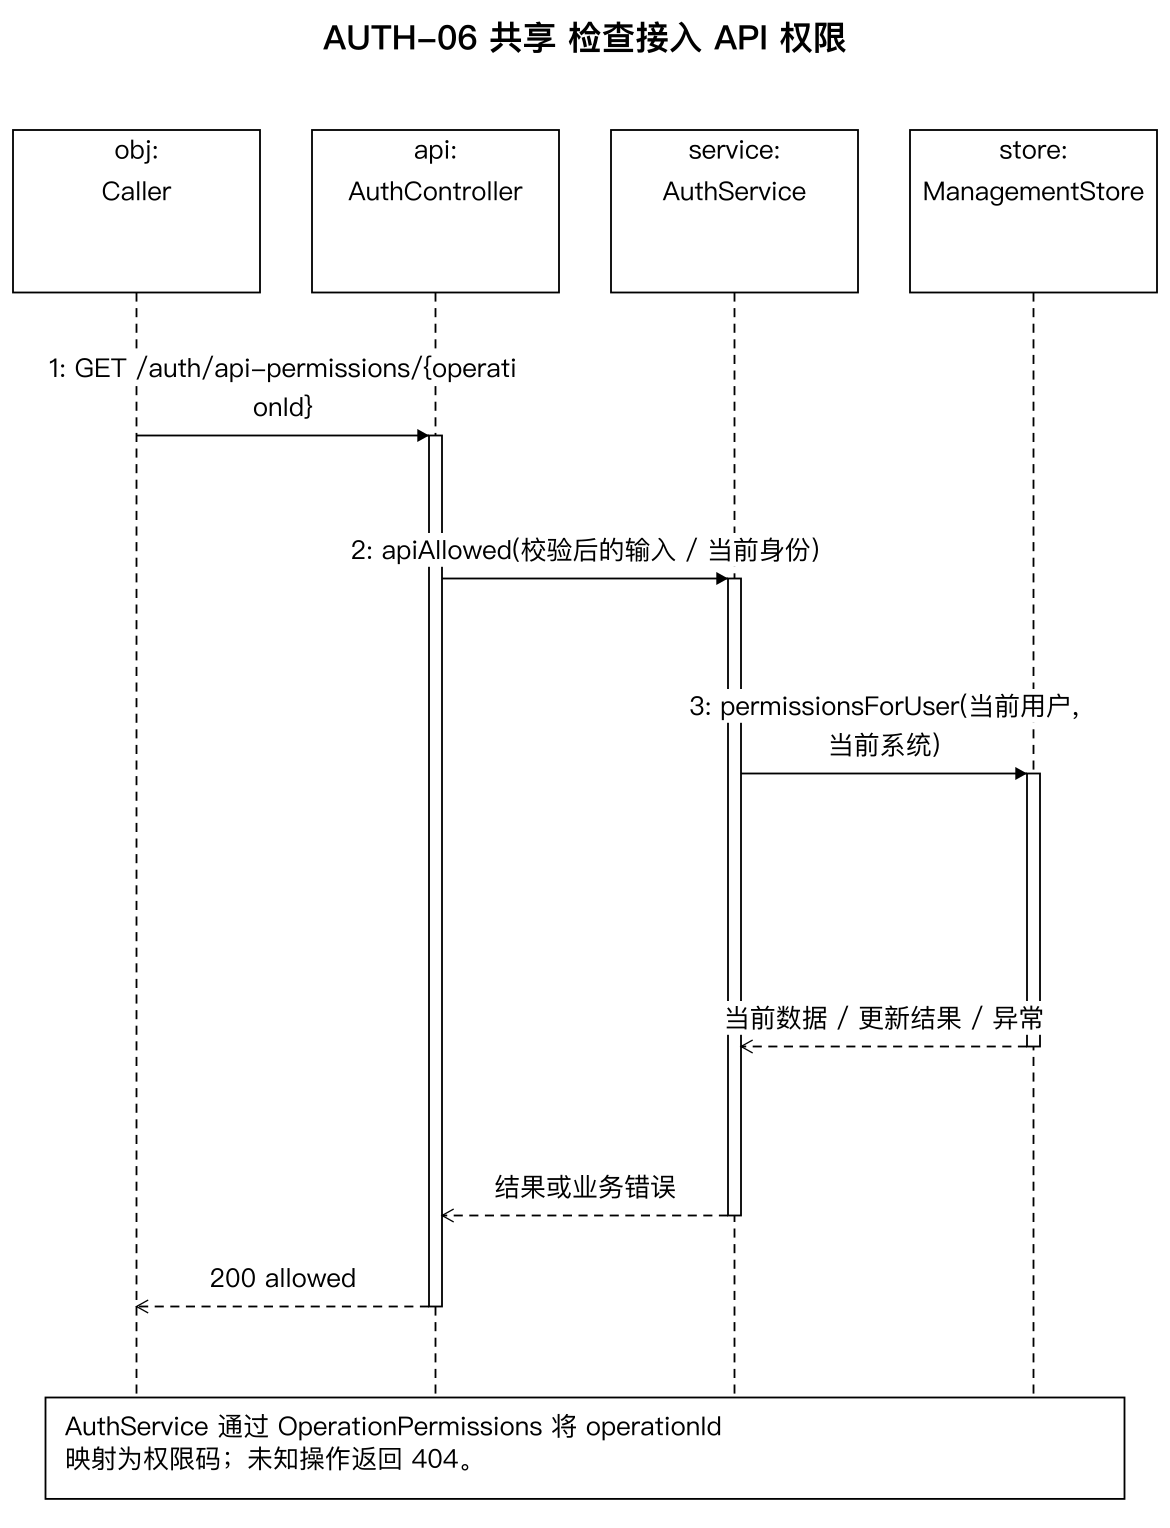 AUTH-06 共享 检查接入 API 权限
obj:
Caller
api:
AuthController
service:
AuthService
store:
ManagementStore
1: GET /auth/api-permissions/{operati
onId}
2: apiAllowed(校验后的输入 / 当前身份)
3: permissionsForUser(当前用户,
当前系统)
当前数据 / 更新结果 / 异常
结果或业务错误
200 allowed
AuthService 通过 OperationPermissions 将 operationId
映射为权限码；未知操作返回 404。